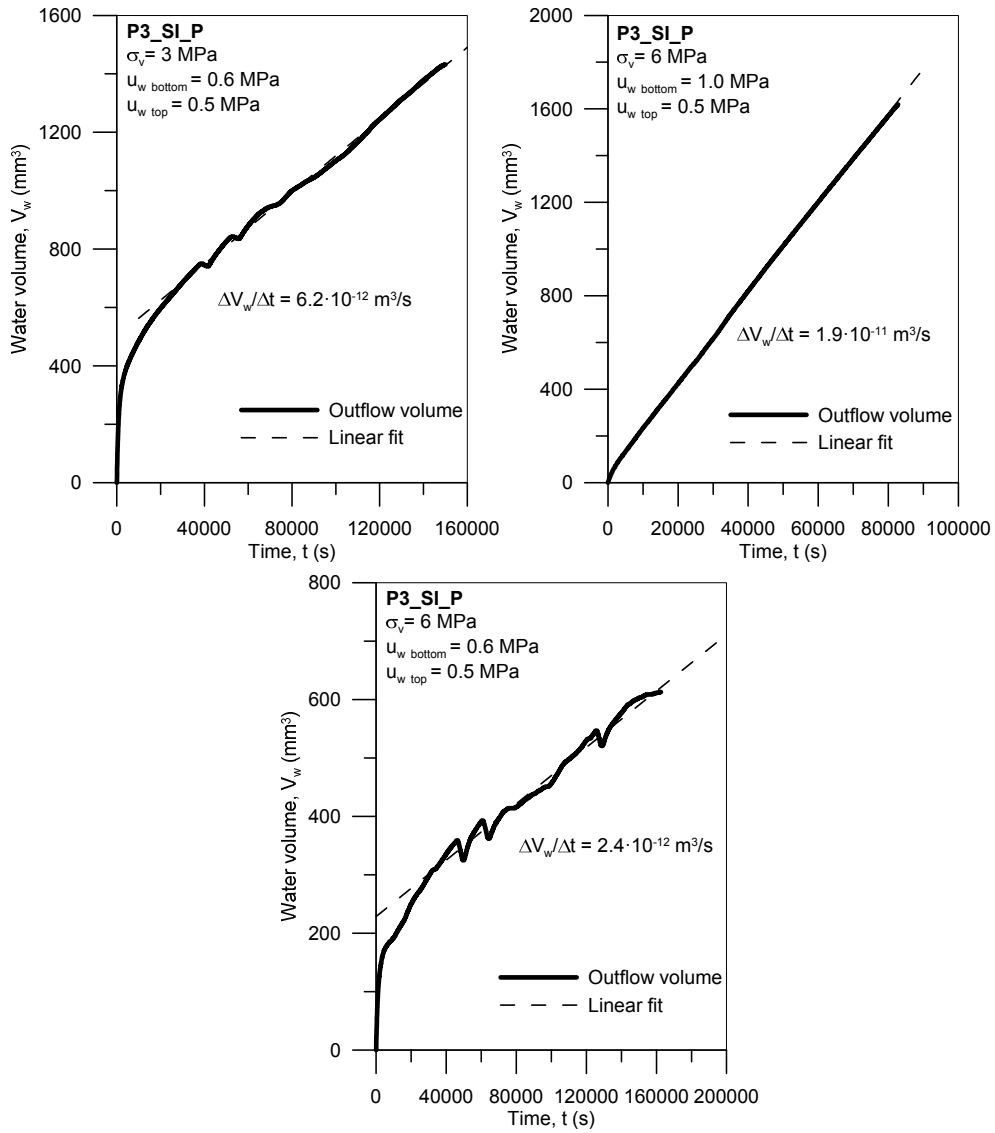 P3_SI_P
σv= 3 MPa
uw bottom = 0.6 MPa
uw top = 0.5 MPa
1600
1200
800
400
0
Water volume, Vw (mm³)
ΔVw/Δt = 6.2·10⁻¹² m³/s
Outflow volume
Linear fit
0 40000 80000 120000 160000
Time, t (s)
P3_SI_P
σv= 6 MPa
uw bottom = 1.0 MPa
uw top = 0.5 MPa
2000
1600
1200
800
400
0
Water volume, Vw (mm³)
ΔVw/Δt = 1.9·10⁻¹¹ m³/s
Outflow volume
Linear fit
0 20000 40000 60000 80000 100000
Time, t (s)
P3_SI_P
σv= 6 MPa
uw bottom = 0.6 MPa
uw top = 0.5 MPa
800
600
400
200
0
Water volume, Vw (mm³)
ΔVw/Δt = 2.4·10⁻¹² m³/s
Outflow volume
Linear fit
0 40000 80000 120000 160000 200000
Time, t (s)